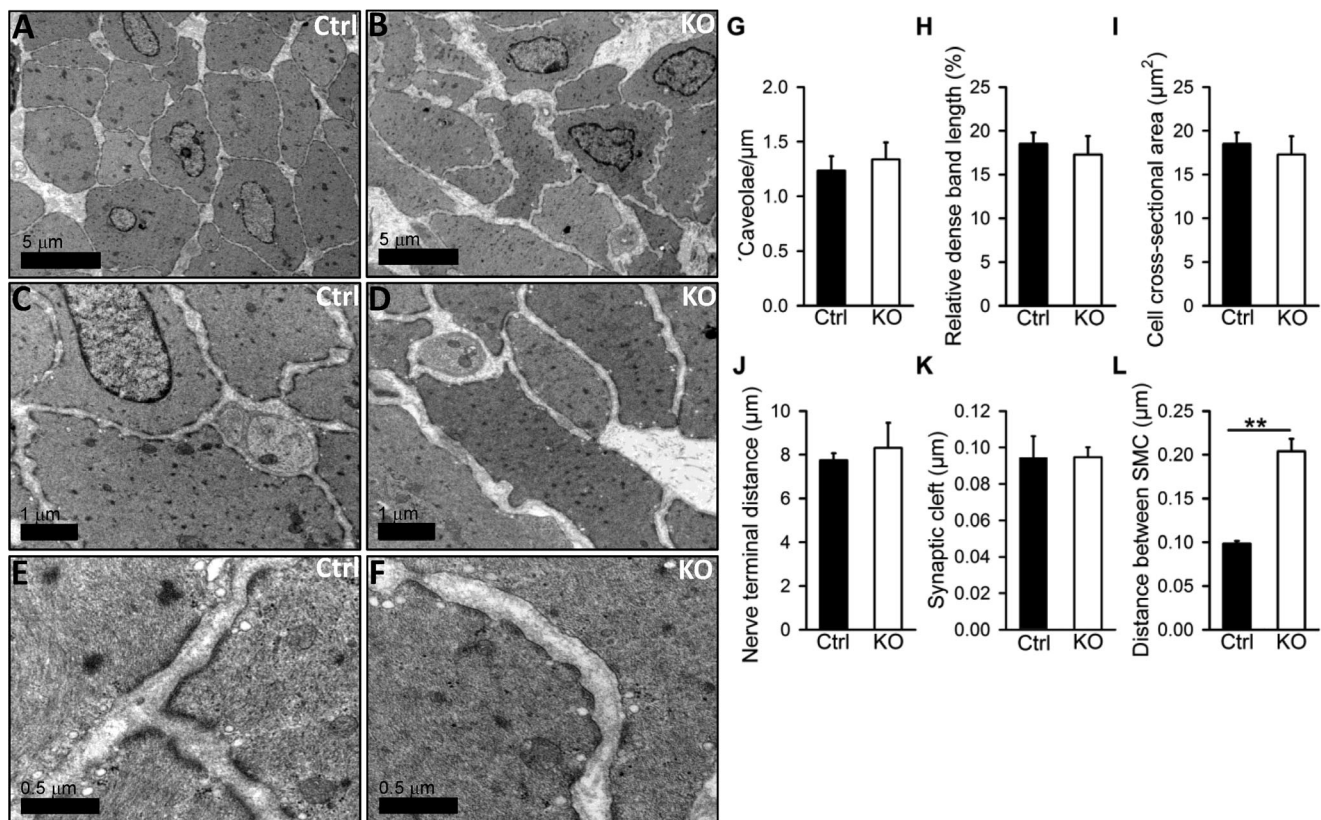 A Ctrl
5 μm
B KO
5 μm
C Ctrl
1 μm
D KO
1 μm
E Ctrl
0.5 μm
F KO
0.5 μm
G
Caveolae/μm
2.0
1.5
1.0
0.5
0.0
Ctrl KO
H
Relative dense band length (%)
25
20
15
10
5
0
Ctrl KO
I
Cell cross-sectional area (μm²)
25
20
15
10
5
0
Ctrl KO
J
Nerve terminal distance (μm)
10
8
6
4
2
0
Ctrl KO
K
Synaptic cleft (μm)
0.12
0.10
0.08
0.06
0.04
0.02
0.00
Ctrl KO
L
Distance between SMC (μm)
0.25
0.20
0.15
0.10
0.05
0.00
**
Ctrl KO